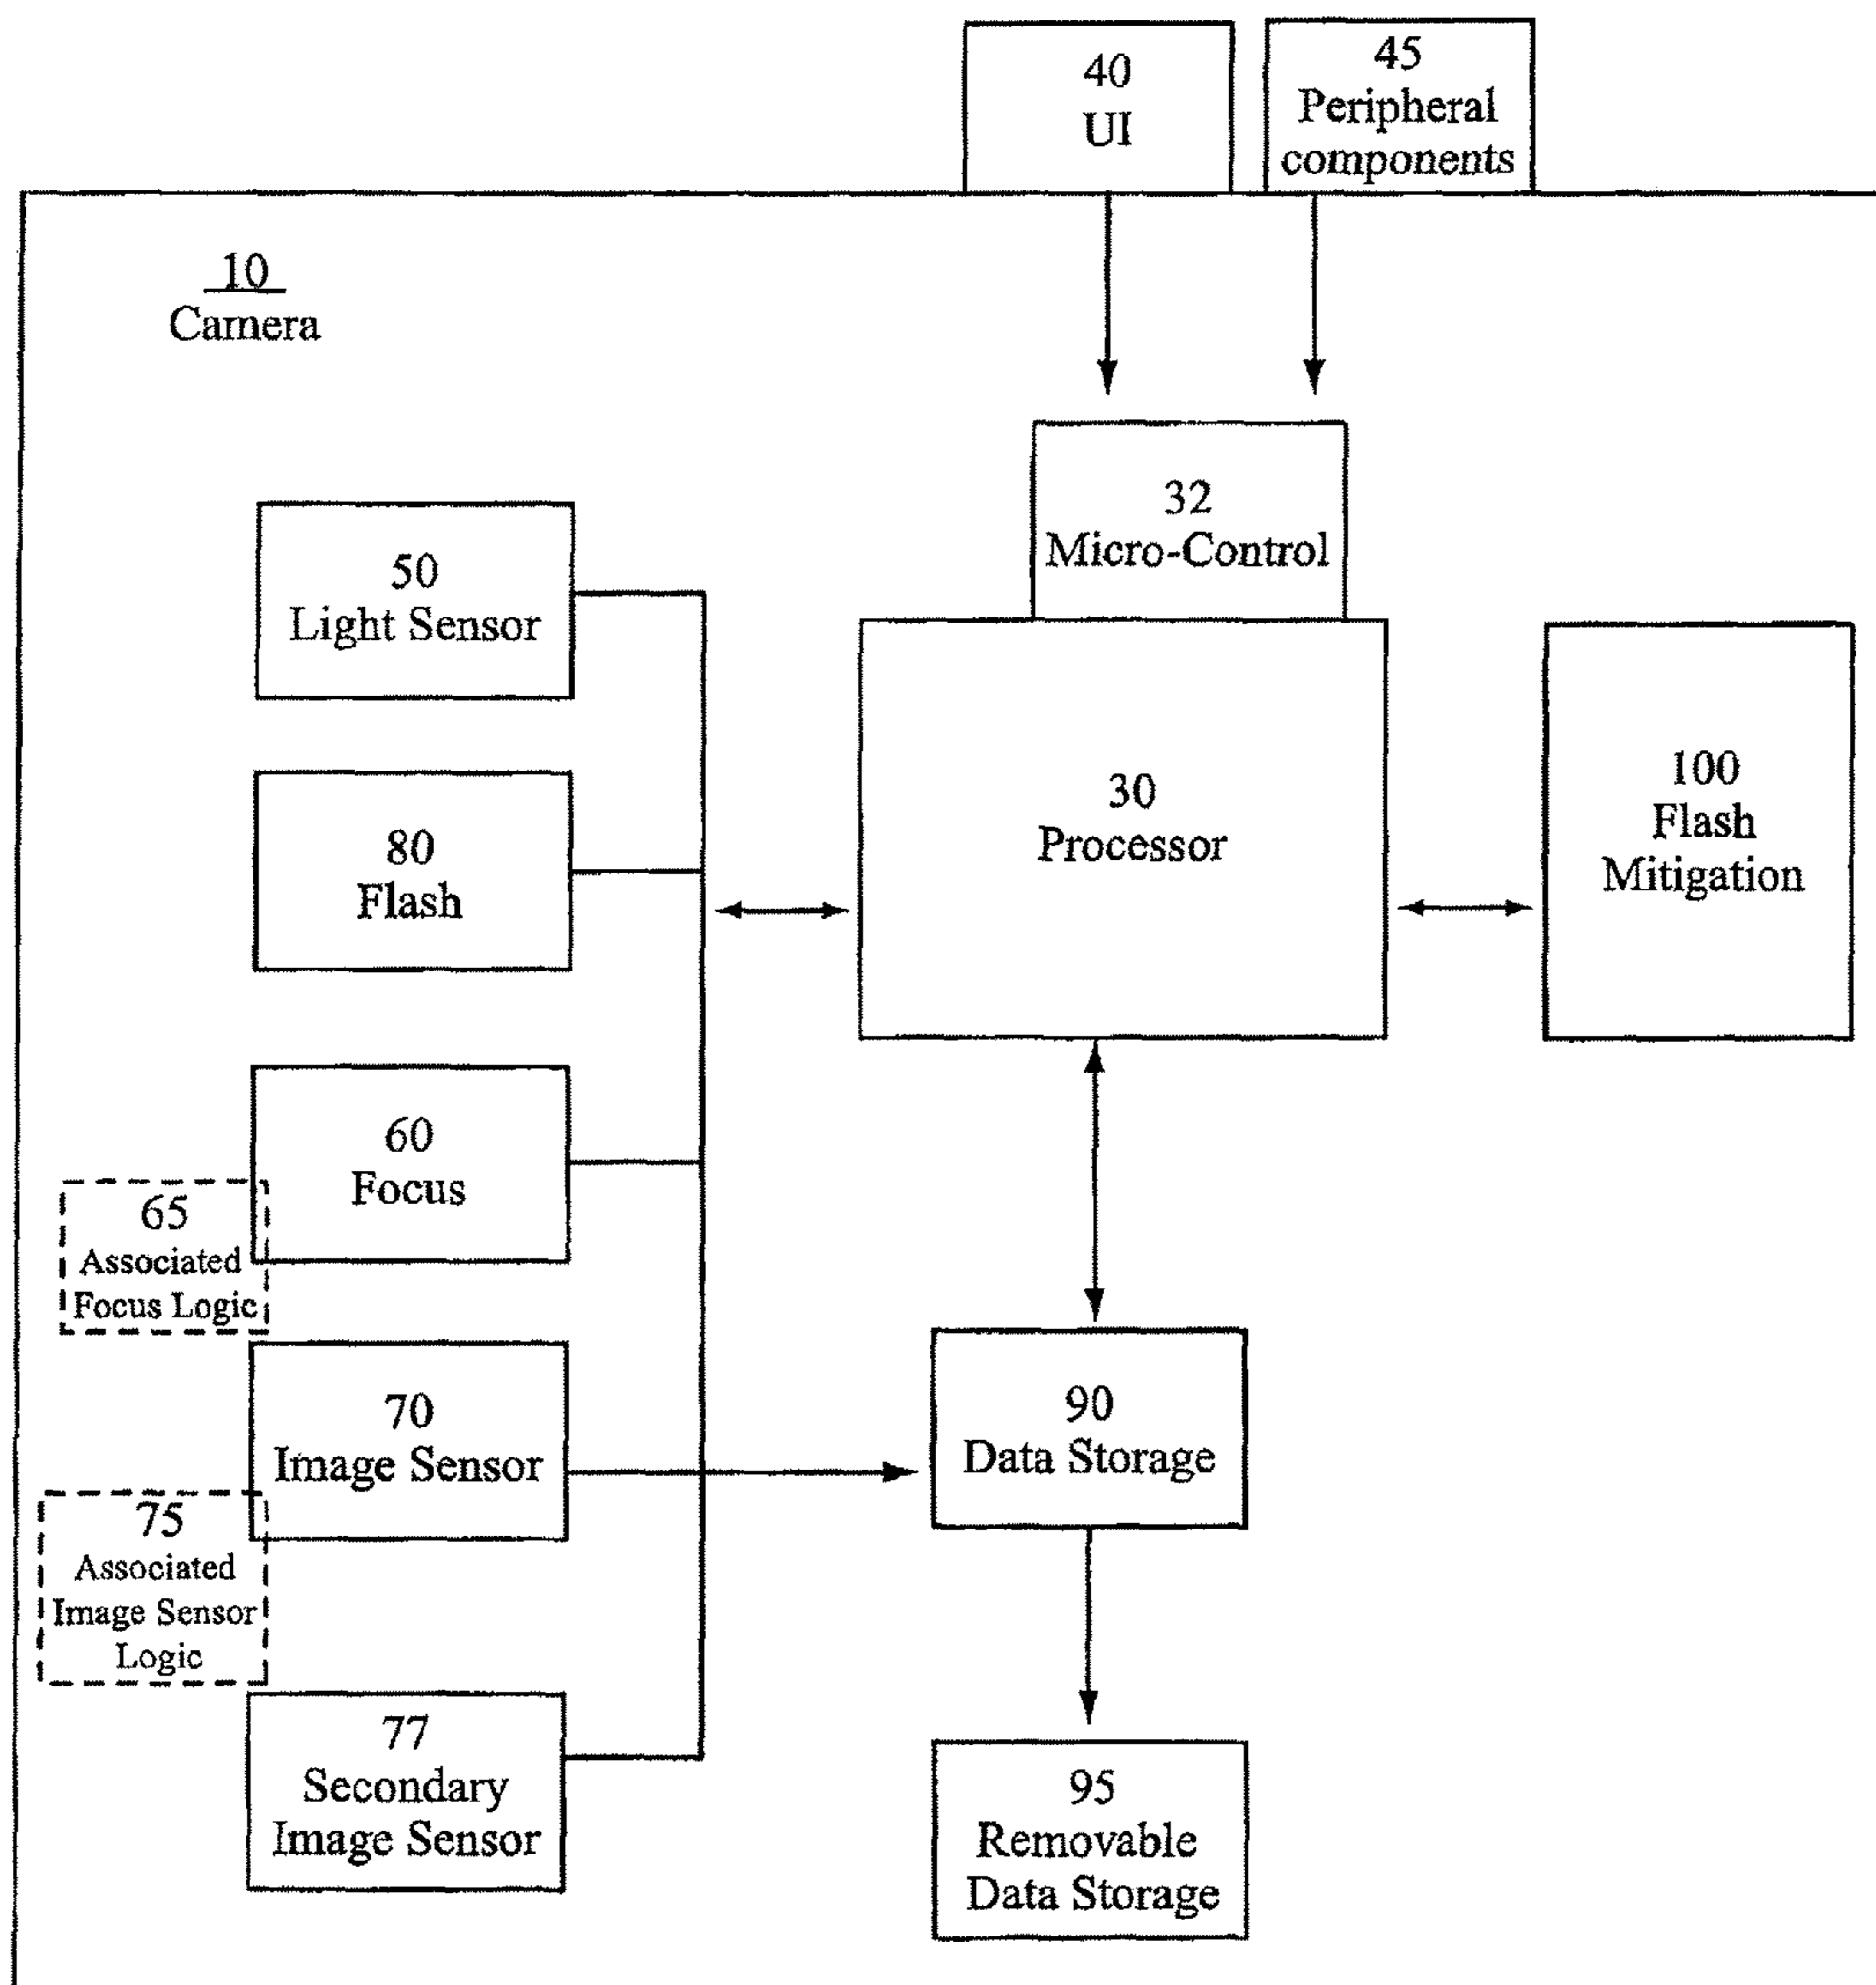 40
UI
45
Peripheral
components
10
Camera
32
Micro-Control
50
Light Sensor
30
Processor
100
Flash
Mitigation
80
Flash
60
Focus
65
Associated
Focus Logic
70
Image Sensor
90
Data Storage
75
Associated
Image Sensor
Logic
77
Secondary
Image Sensor
95
Removable
Data Storage